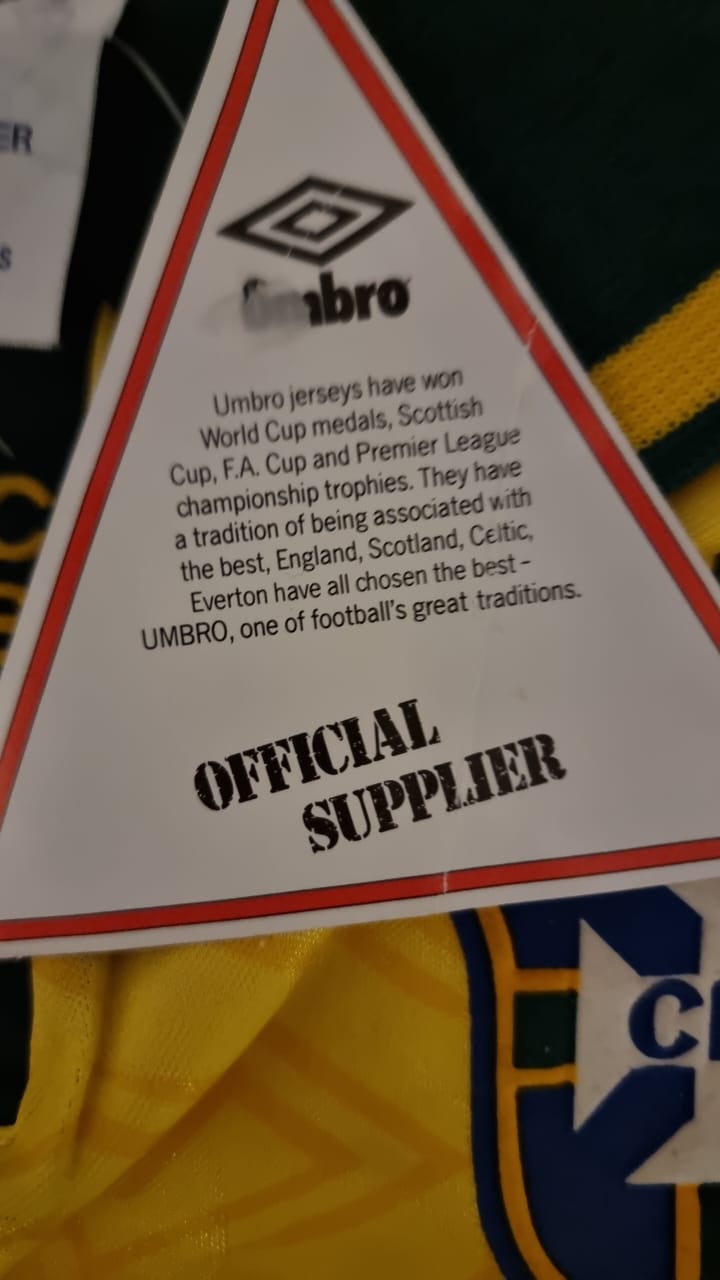 ER
S
umbro
Umbro jerseys have won
World Cup medals, Scottish
Cup, F.A. Cup and Premier League
championship trophies. They have
a tradition of being associated with
the best, England, Scotland, Celtic,
Everton have all chosen the best –
UMBRO, one of football's great traditions.
OFFICIAL
SUPPLIER
C